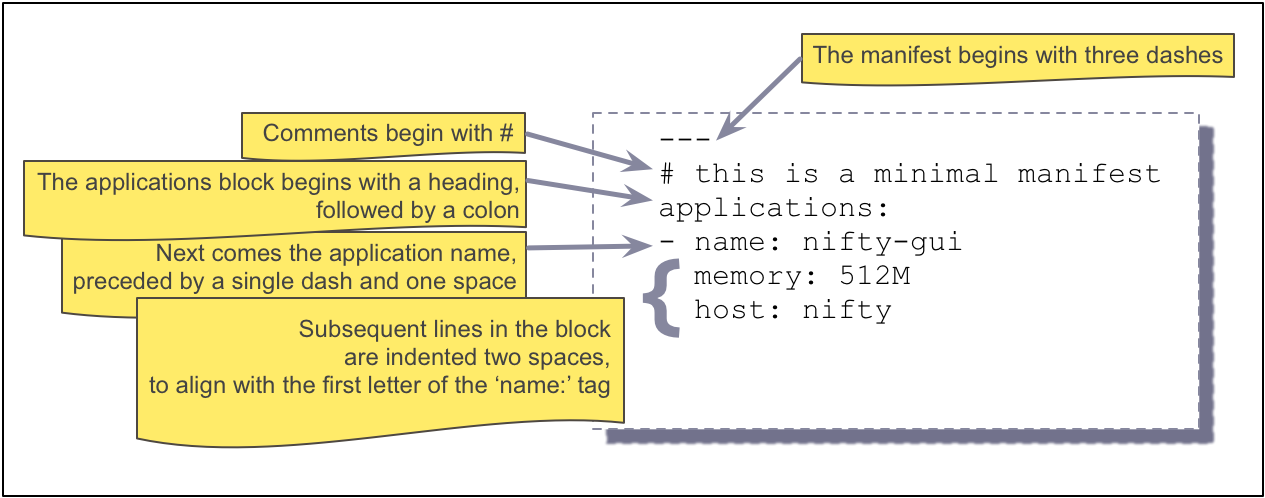 The manifest begins with three dashes
Comments begin with #
The applications block begins with a heading,
followed by a colon
Next comes the application name,
preceded by a single dash and one space
Subsequent lines in the block
are indented two spaces,
to align with the first letter of the ‘name:’ tag
---
# this is a minimal manifest
applications:
- name: nifty-gui
  memory: 512M
  host: nifty